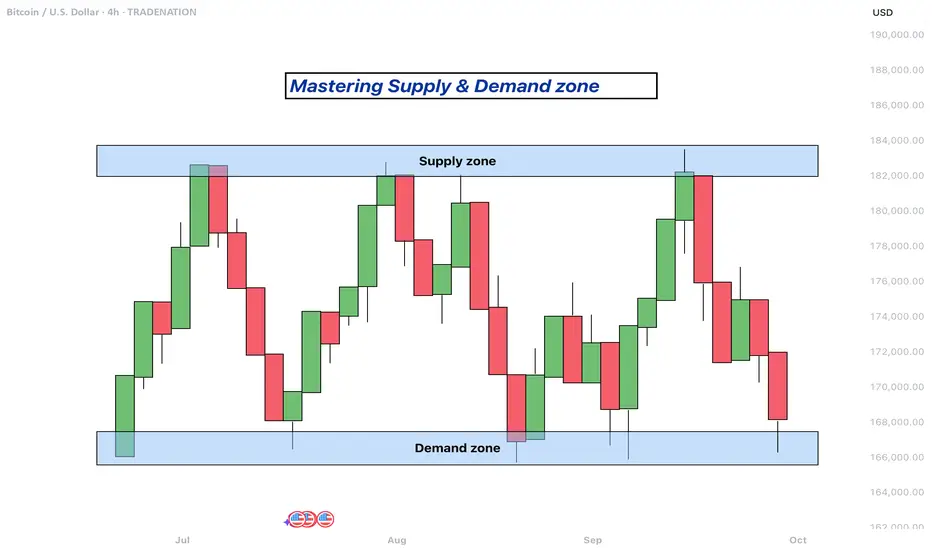 Bitcoin / U.S. Dollar · 4h · TRADENATION
USD
190,000.00
188,000.00
Mastering Supply & Demand zone
186,000.00
184,000.00
Supply zone
182,000.00
180,000.00
178,000.00
176,000.00
174,000.00
172,000.00
170,000.00
168,000.00
Demand zone
166,000.00
164,000.00
162,000.00
Jul Aug Sep Oct